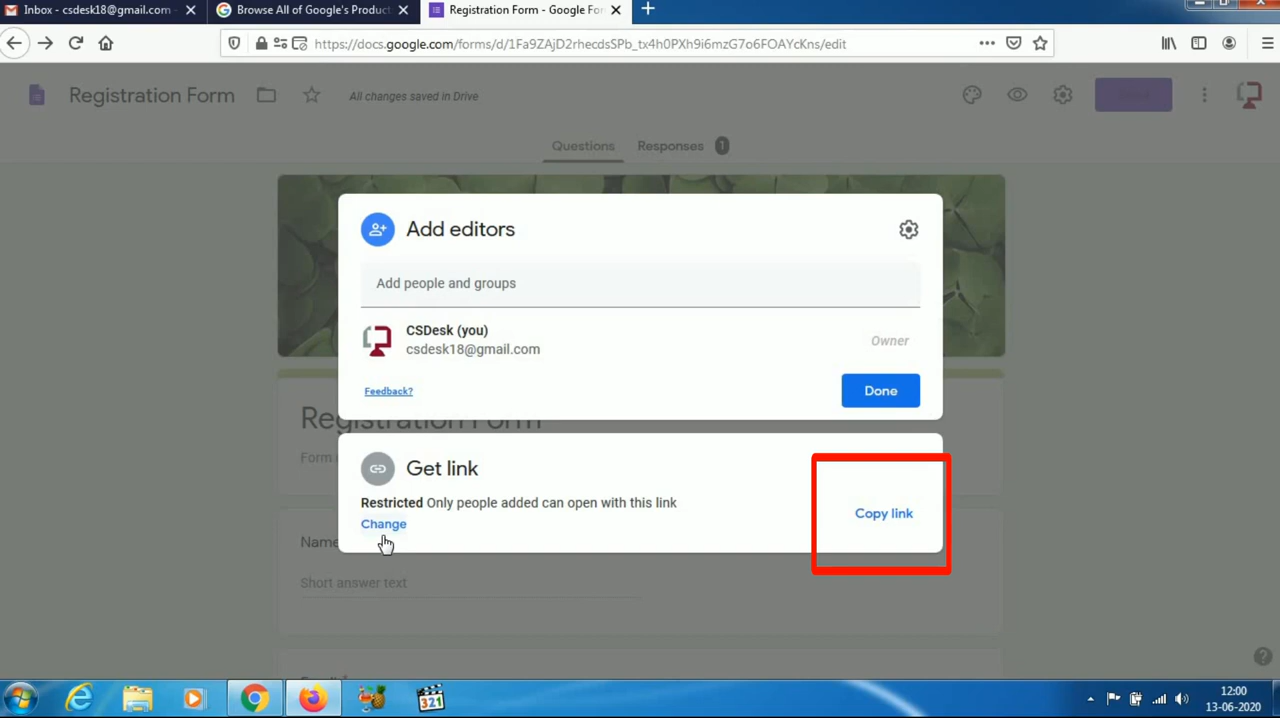 Inbox - csdesk18@gmail.com -
Browse All of Google's Product
Registration Form - Google For
https://docs.google.com/forms/d/1Fa9ZAjD2rhecdsSPb_tx4h0PXh9i6mzG7o6FOAYcKns/edit
Registration Form
All changes saved in Drive
Questions
Responses 1
Add editors
Add people and groups
CSDesk (you)
csdesk18@gmail.com
Owner
Feedback?
Done
Registration Form
Form
Get link
Restricted Only people added can open with this link
Change
Copy link
Name
Short answer text
321
12:00
13-06-2020